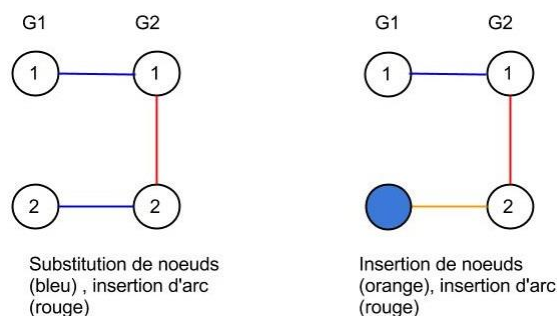 G1 G2
1 1
2 2
Substitution de noeuds
(bleu) , insertion d'arc
(rouge)
G1 G2
1 1
2
Insertion de noeuds
(orange), insertion d'arc
(rouge)